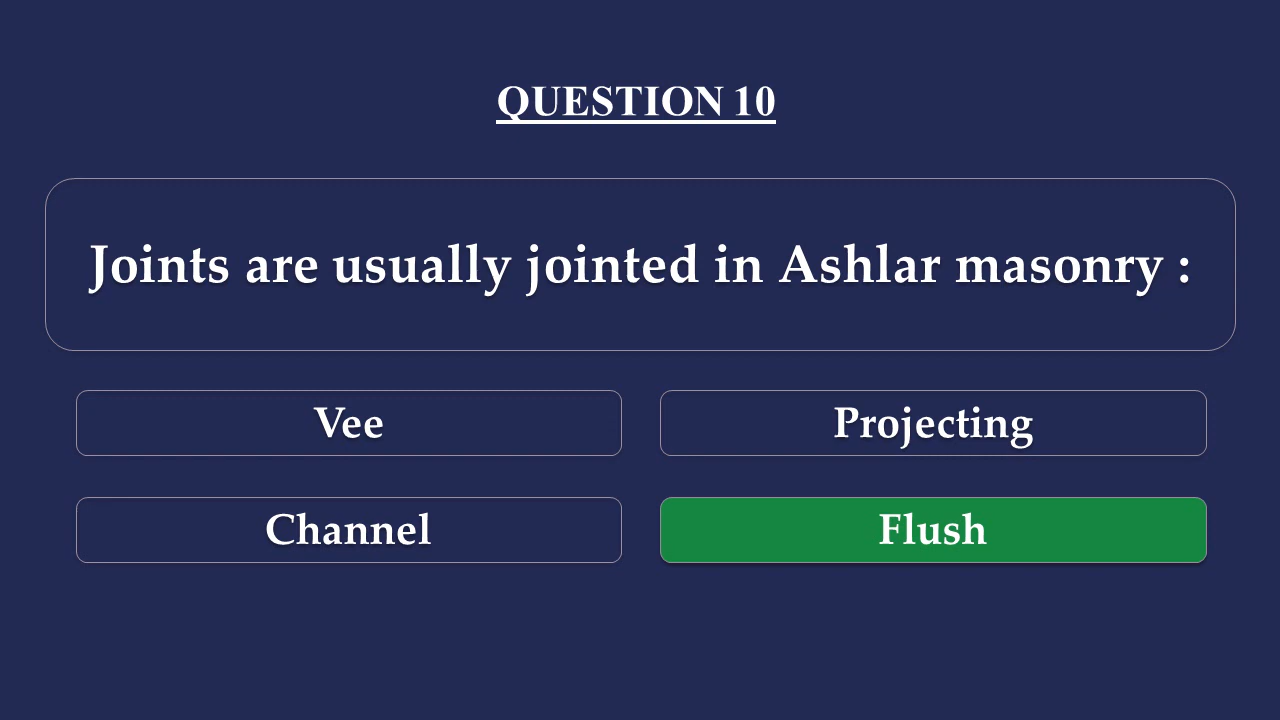 QUESTION 10
Joints are usually jointed in Ashlar masonry :
Vee
Projecting
Channel
Flush